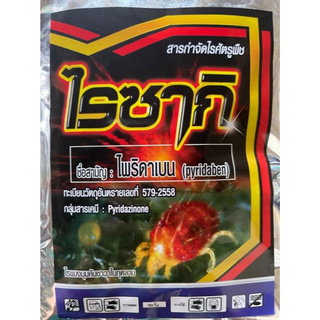 สารกำจัดไรศัตรูพืช
ไรซากิ
ชื่อสามัญ : ไพริดาเบน (pyridaben)
ทะเบียนวัตถุอันตรายเลขที่ 579-2558
กลุ่มสารเคมี : Pyridazinone